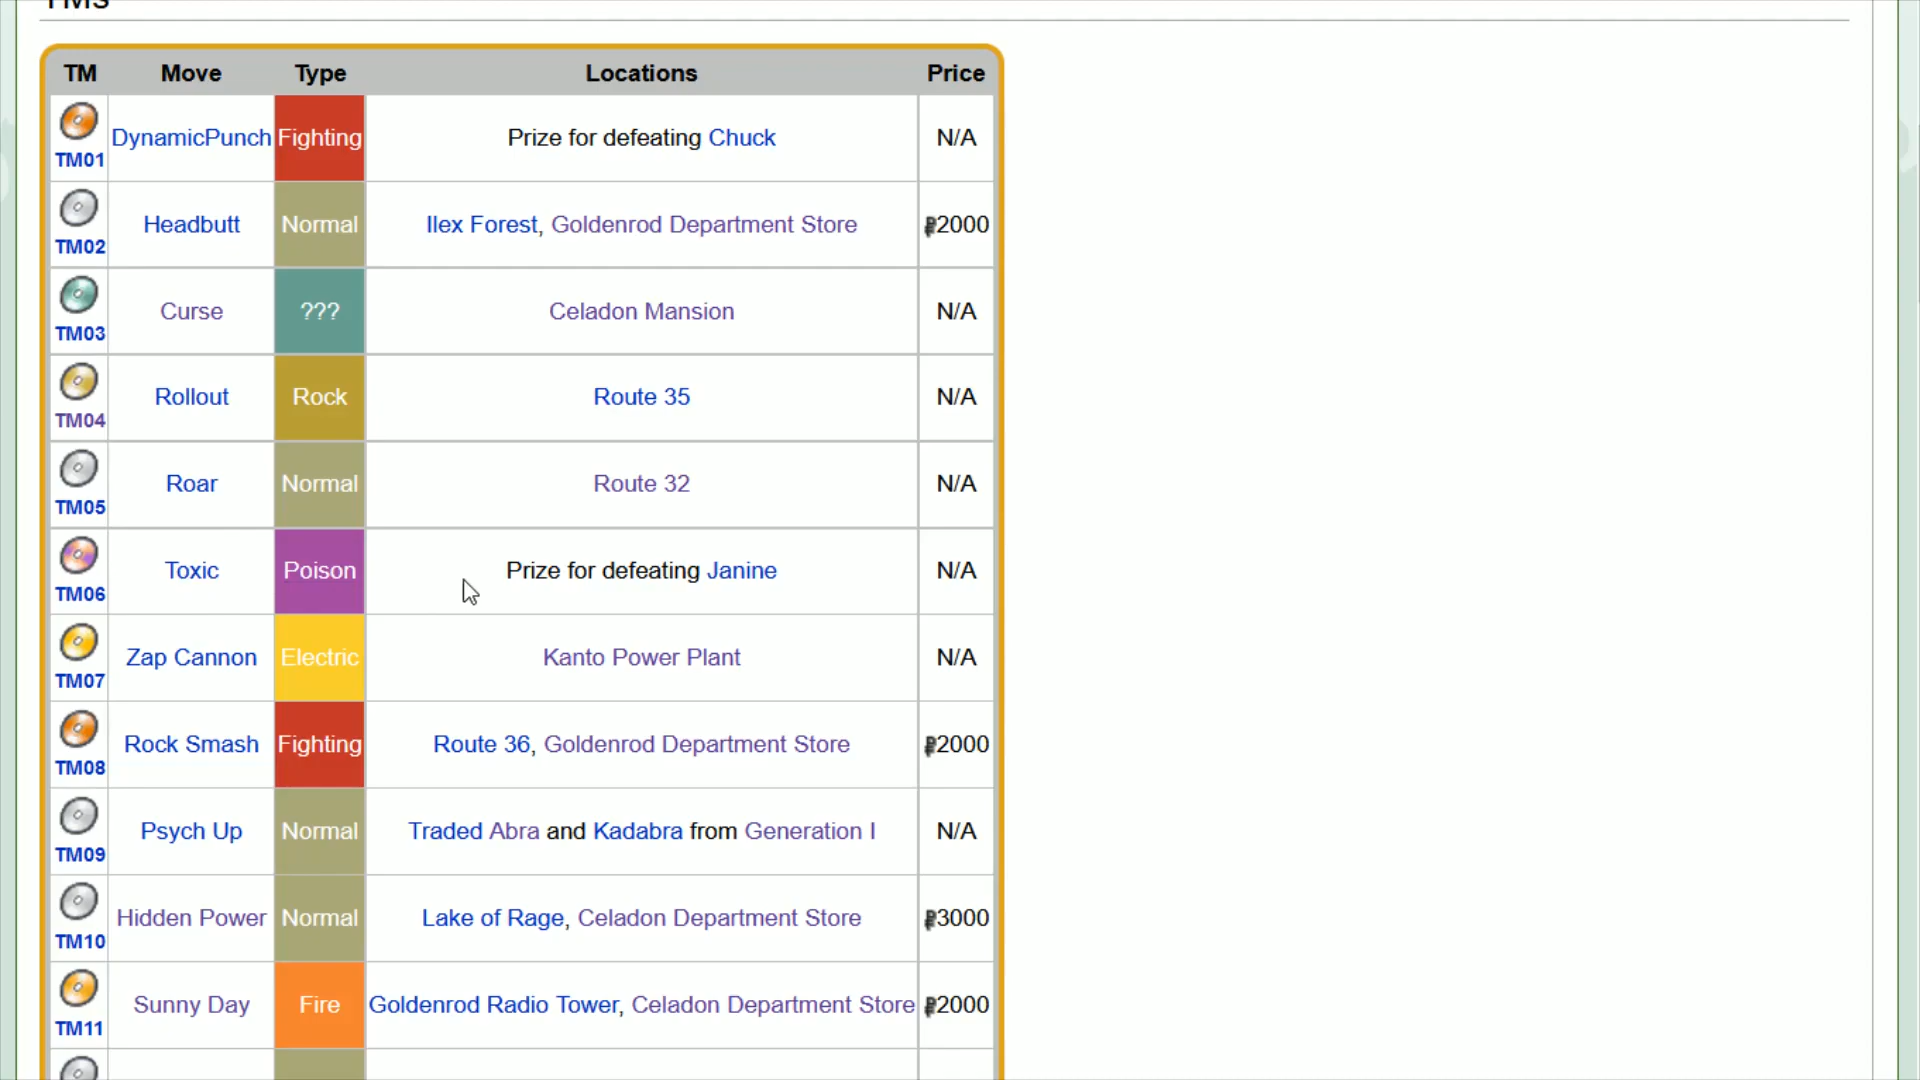 TMs
TM Move Type Locations Price
TM01 DynamicPunch Fighting Prize for defeating Chuck N/A
TM02 Headbutt Normal Ilex Forest, Goldenrod Department Store ₽2000
TM03 Curse ??? Celadon Mansion N/A
TM04 Rollout Rock Route 35 N/A
TM05 Roar Normal Route 32 N/A
TM06 Toxic Poison Prize for defeating Janine N/A
TM07 Zap Cannon Electric Kanto Power Plant N/A
TM08 Rock Smash Fighting Route 36, Goldenrod Department Store ₽2000
TM09 Psych Up Normal Traded Abra and Kadabra from Generation I N/A
TM10 Hidden Power Normal Lake of Rage, Celadon Department Store ₽3000
TM11 Sunny Day Fire Goldenrod Radio Tower, Celadon Department Store ₽2000